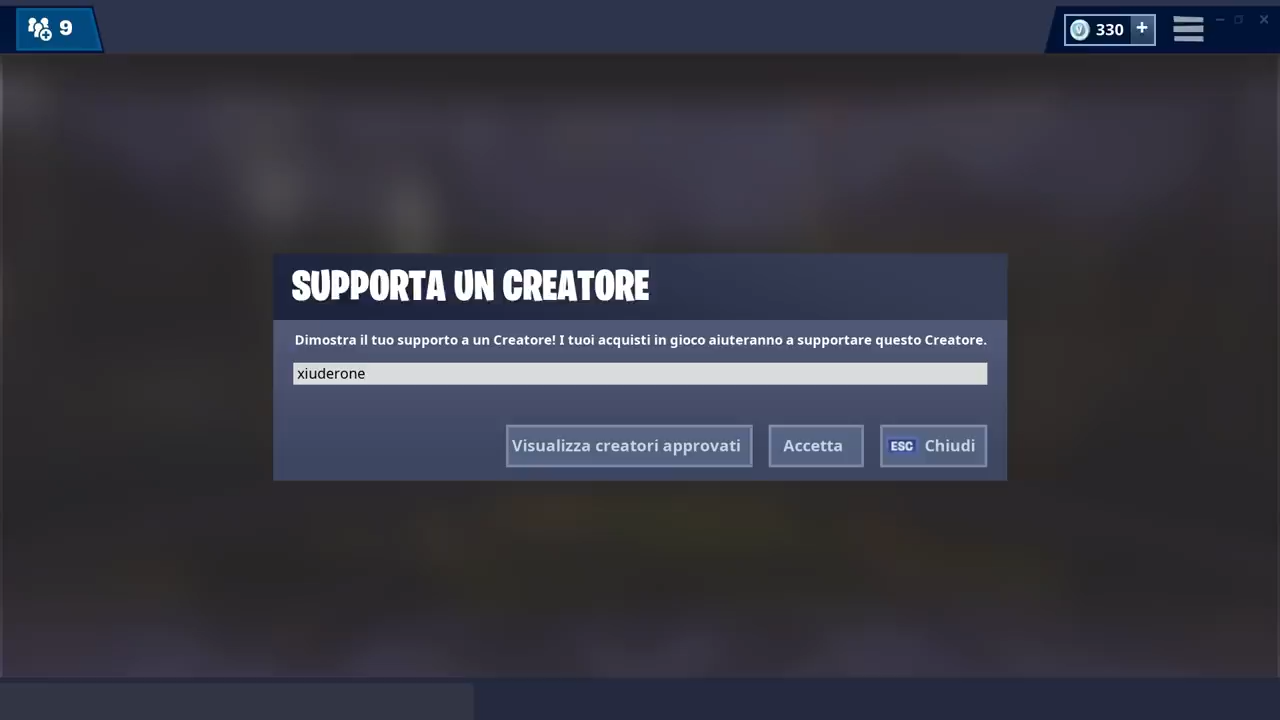 9
330 +
SUPPORTA UN CREATORE
Dimostra il tuo supporto a un Creatore! I tuoi acquisti in gioco aiuteranno a supportare questo Creatore.
xiuderone
Visualizza creatori approvati Accetta ESC Chiudi